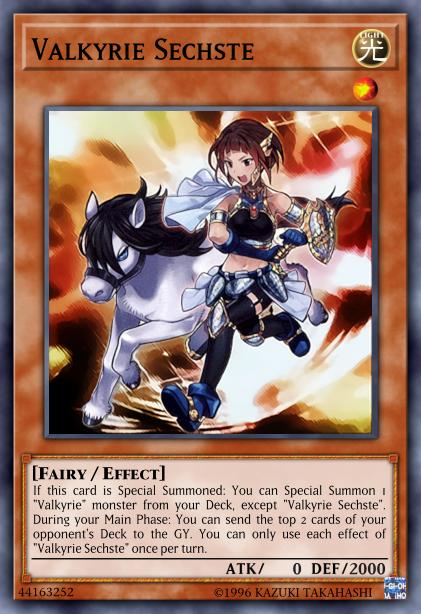 Valkyrie Sechste
LIGHT
光
[Fairy / Effect]
If this card is Special Summoned: You can Special Summon 1
"Valkyrie" monster from your Deck, except "Valkyrie Sechste".
During your Main Phase: You can send the top 2 cards of your
opponent's Deck to the GY. You can only use each effect of
"Valkyrie Sechste" once per turn.
ATK/ 0 DEF/2000
44163252
©1996 KAZUKI TAKAHASHI